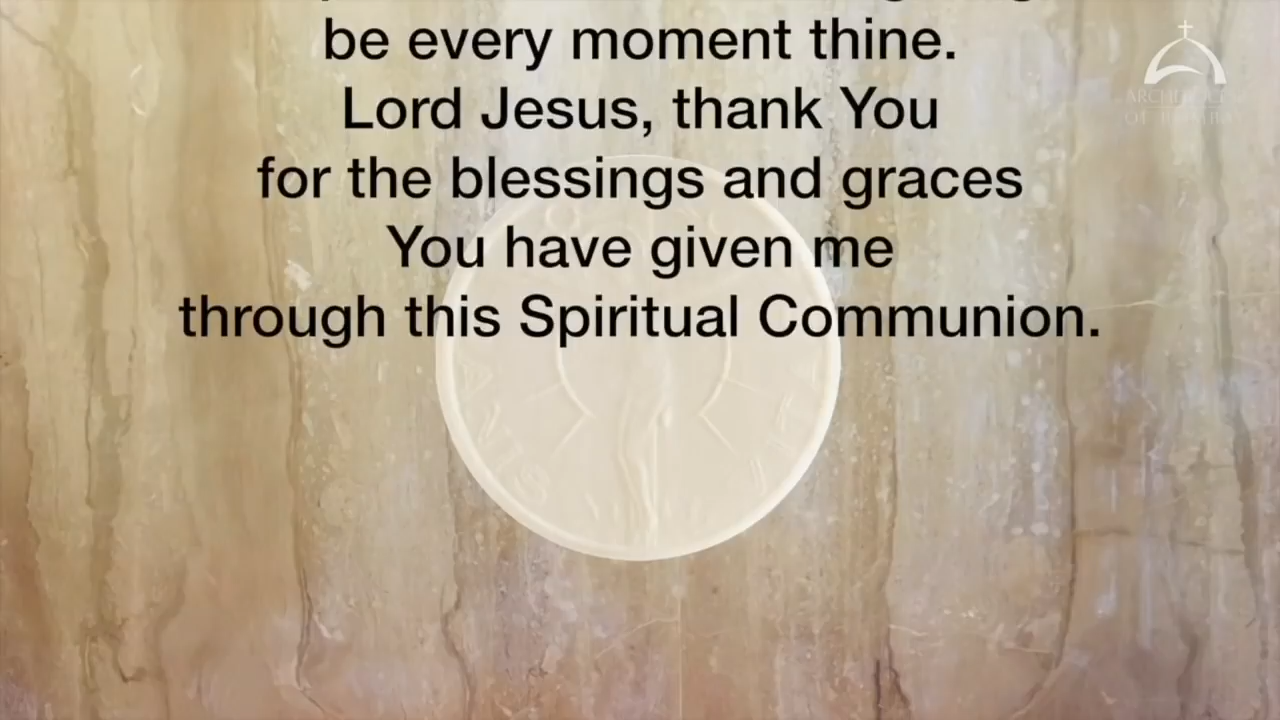 be every moment thine.
Lord Jesus, thank You
for the blessings and graces
You have given me
through this Spiritual Communion.